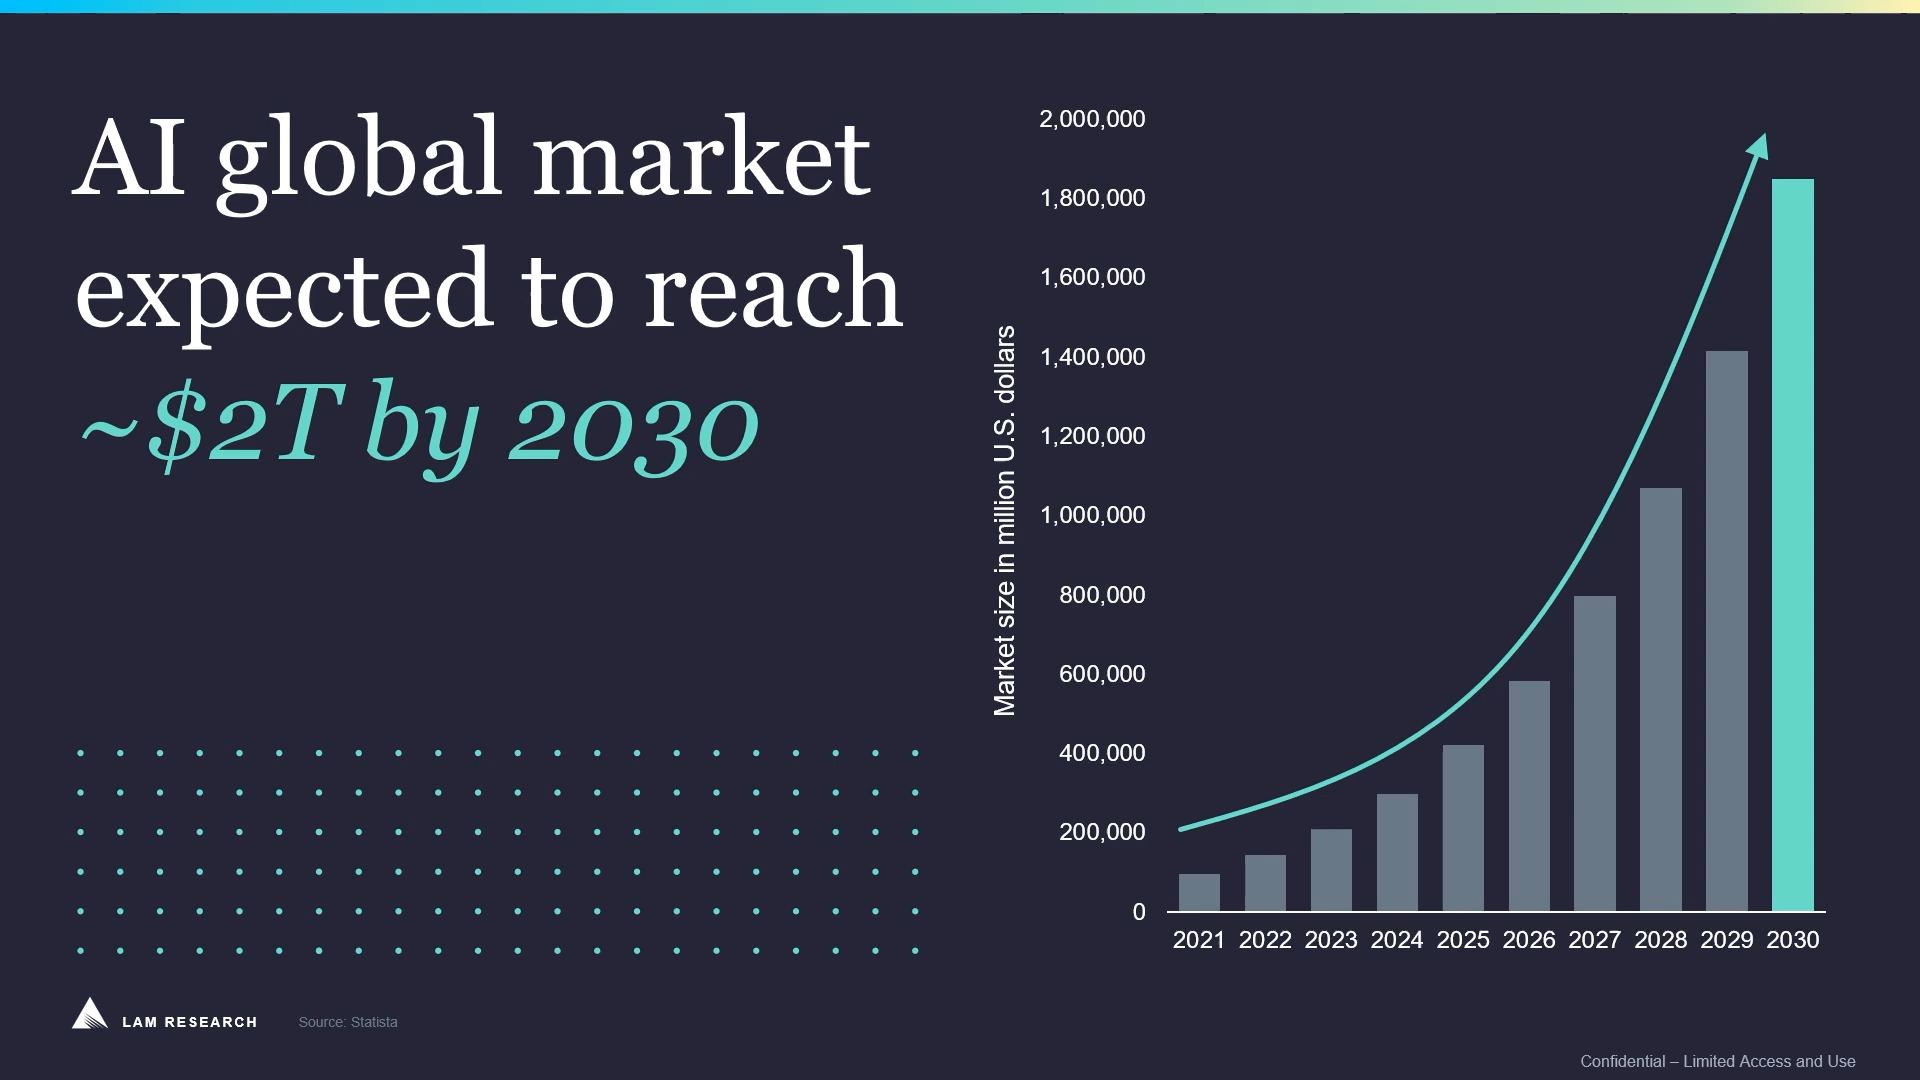 AI global market
expected to reach
~$2T by 2030
Market size in million U.S. dollars
2,000,000
1,800,000
1,600,000
1,400,000
1,200,000
1,000,000
800,000
600,000
400,000
200,000
0
2021 2022 2023 2024 2025 2026 2027 2028 2029 2030
LAM RESEARCH
Source: Statista
Confidential – Limited Access and Use